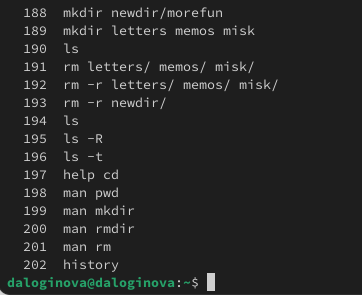 188 mkdir newdir/morefun
189 mkdir letters memos misk
190 ls
191 rm letters/ memos/ misk/
192 rm -r letters/ memos/ misk/
193 rm -r newdir/
194 ls
195 ls -R
196 ls -t
197 help cd
198 man pwd
199 man mkdir
200 man rmdir
201 man rm
202 history
daloginova@daloginova:~$